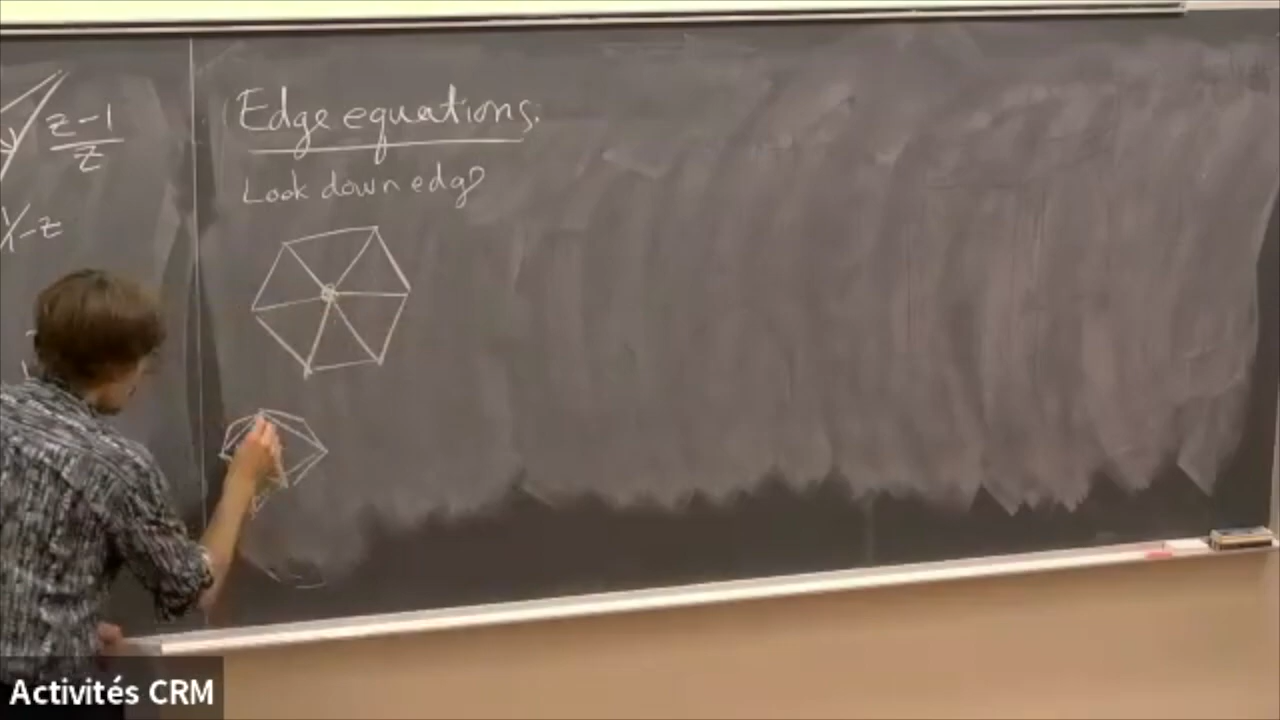 z-1
z
1-z
Edge equations.
Look down edge
Activités CRM